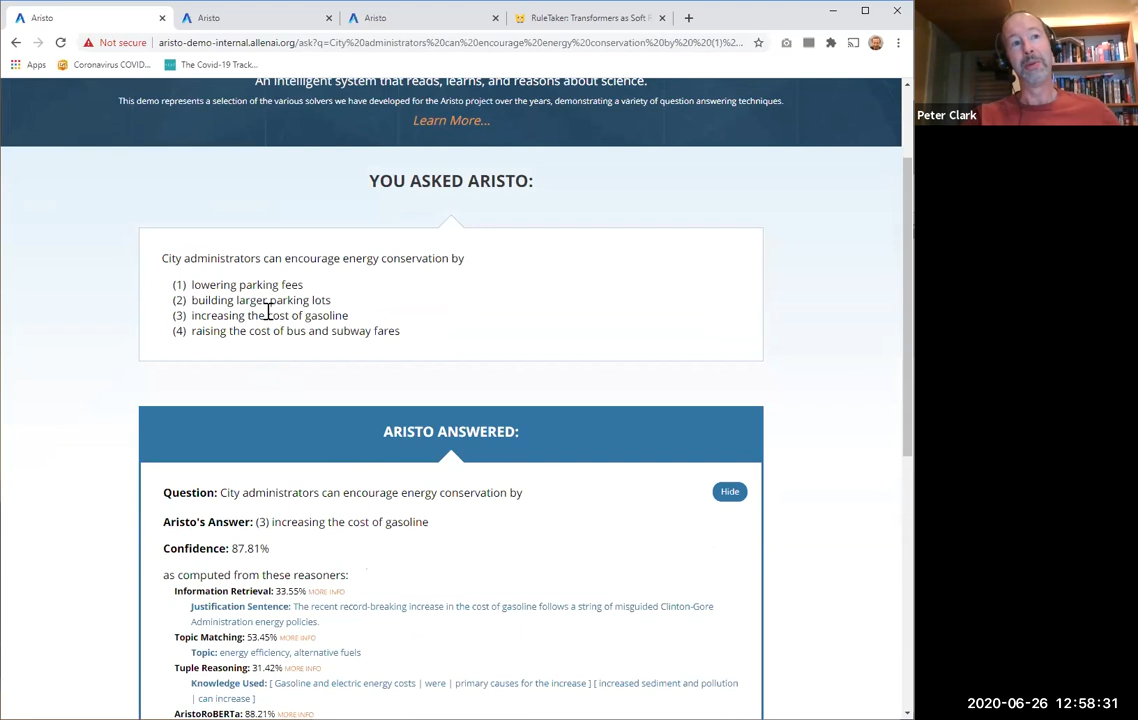 Aristo
Aristo
Aristo
RuleTaker: Transformers as Soft R
Not secure
aristo-demo-internal.allenai.org/ask?q=City%20administrators%20can%20encourage%20energy%20conservation%20by%20%20(1)%2...
Apps
Coronavirus COVID...
The Covid-19 Track...
An intelligent system that reads, learns, and reasons about science.
This demo represents a selection of the various solvers we have developed for the Aristo project over the years, demonstrating a variety of question answering techniques.
Learn More...
YOU ASKED ARISTO:
City administrators can encourage energy conservation by
(1) lowering parking fees
(2) building larger parking lots
(3) increasing the cost of gasoline
(4) raising the cost of bus and subway fares
ARISTO ANSWERED:
Question: City administrators can encourage energy conservation by
Hide
Aristo's Answer: (3) increasing the cost of gasoline
Confidence: 87.81%
as computed from these reasoners:
Information Retrieval: 33.55% MORE INFO
Justification Sentence: The recent record-breaking increase in the cost of gasoline follows a string of misguided Clinton-Gore
Administration energy policies.
Topic Matching: 53.45% MORE INFO
Topic: energy efficiency, alternative fuels
Tuple Reasoning: 31.42% MORE INFO
Knowledge Used: [ Gasoline and electric energy costs | were | primary causes for the increase ] [ increased sediment and pollution
| can increase ]
AristoRoBERTa: 88.21% MORE INFO
Peter Clark
2020-06-26 12:58:31